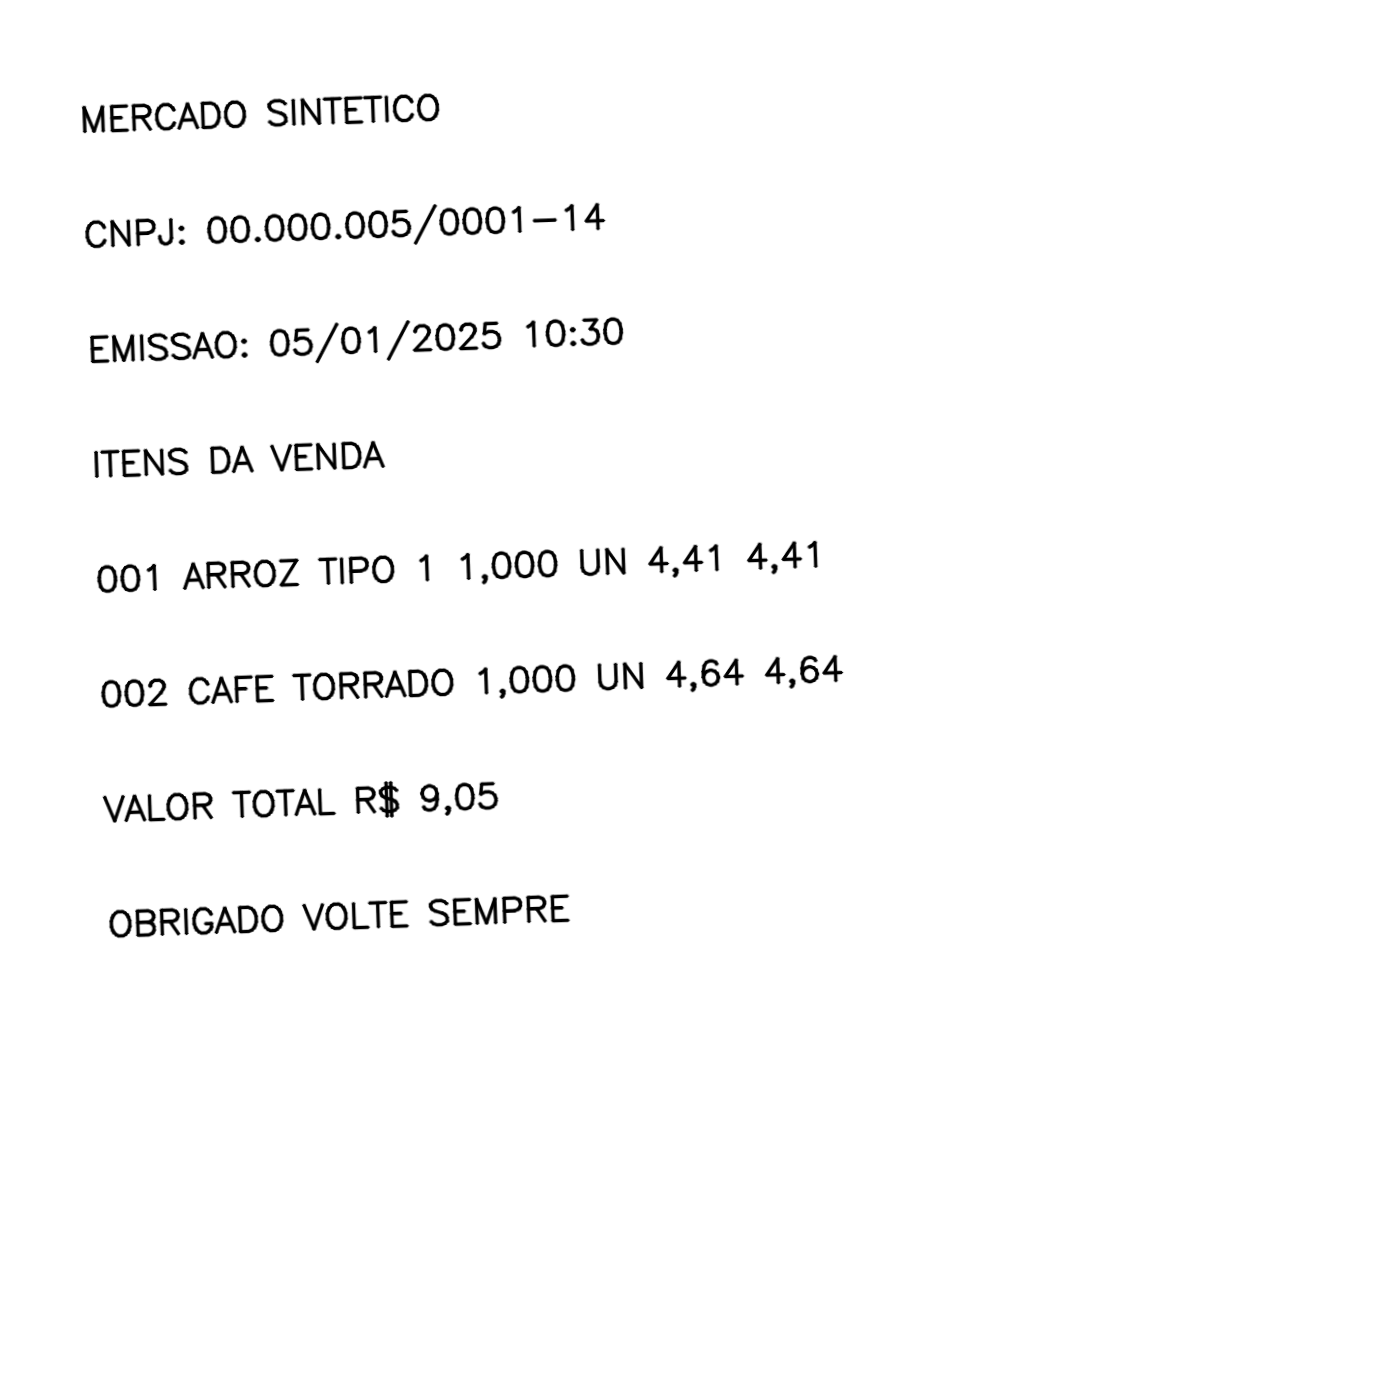 MERCADO SINTETICO
CNPJ: 00.000.005/0001-14
EMISSAO: 05/01/2025 10:30
ITENS DA VENDA
001 ARROZ TIPO 1 1,000 UN 4,41 4,41
002 CAFE TORRADO 1,000 UN 4,64 4,64
VALOR TOTAL R$ 9,05
OBRIGADO VOLTE SEMPRE